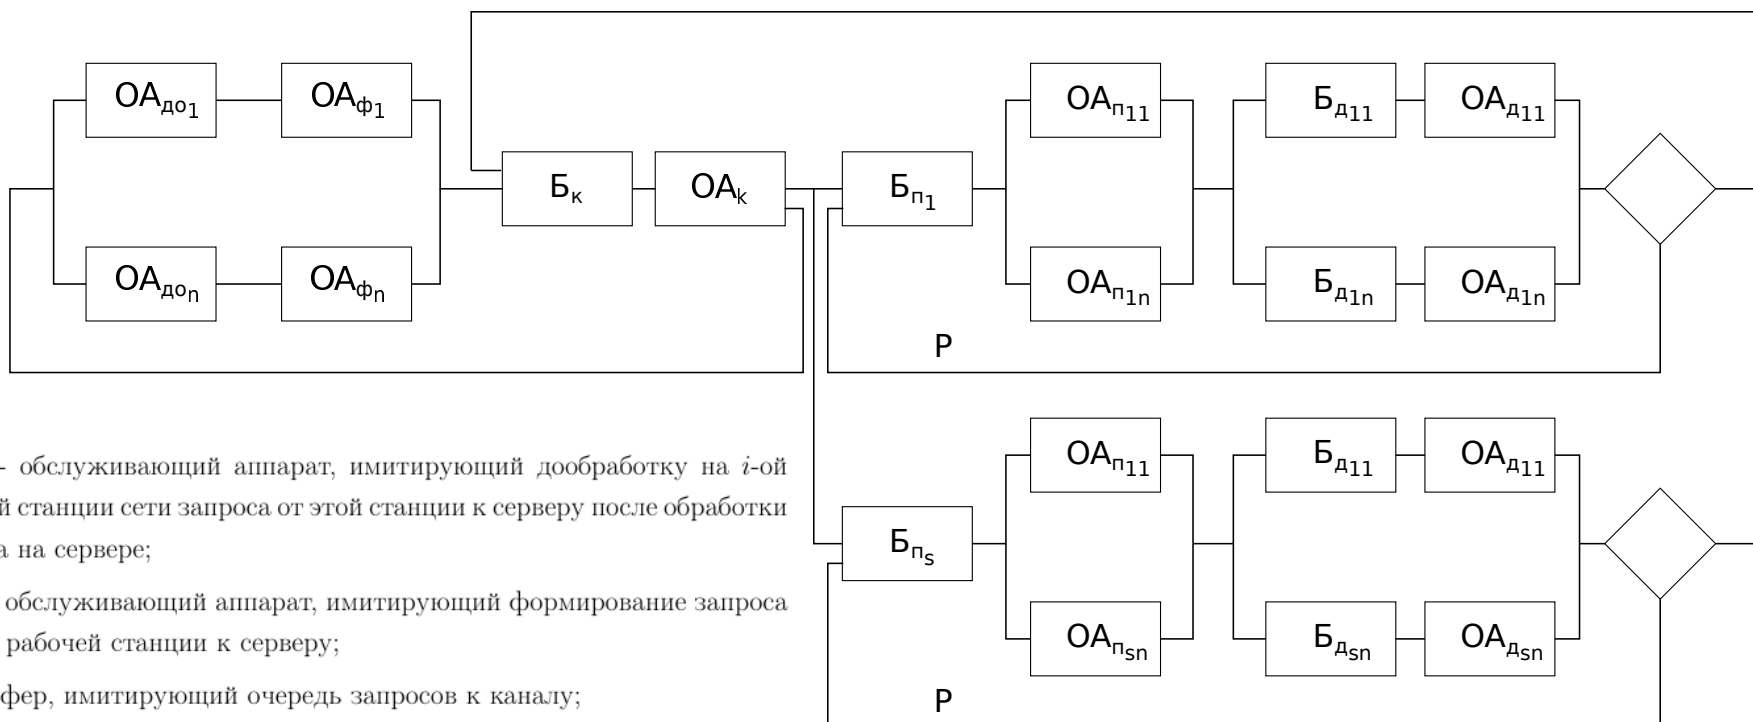 ОАдо1 ОАф1 ОАп11 Бд11 ОАд11
Бк ОАk Бп1
ОАдоn ОАфn ОАп1n Бд1n ОАд1n
P
ОАп11 Бд11 ОАд11
- обслуживающий аппарат, имитирующий дообработку на i-ой
й станции сети запроса от этой станции к серверу после обработки
а на сервере;
Бпs
обслуживающий аппарат, имитирующий формирование запроса
рабочей станции к серверу;
ОАпsn Бдsn ОАдsn
фер, имитирующий очередь запросов к каналу;
P